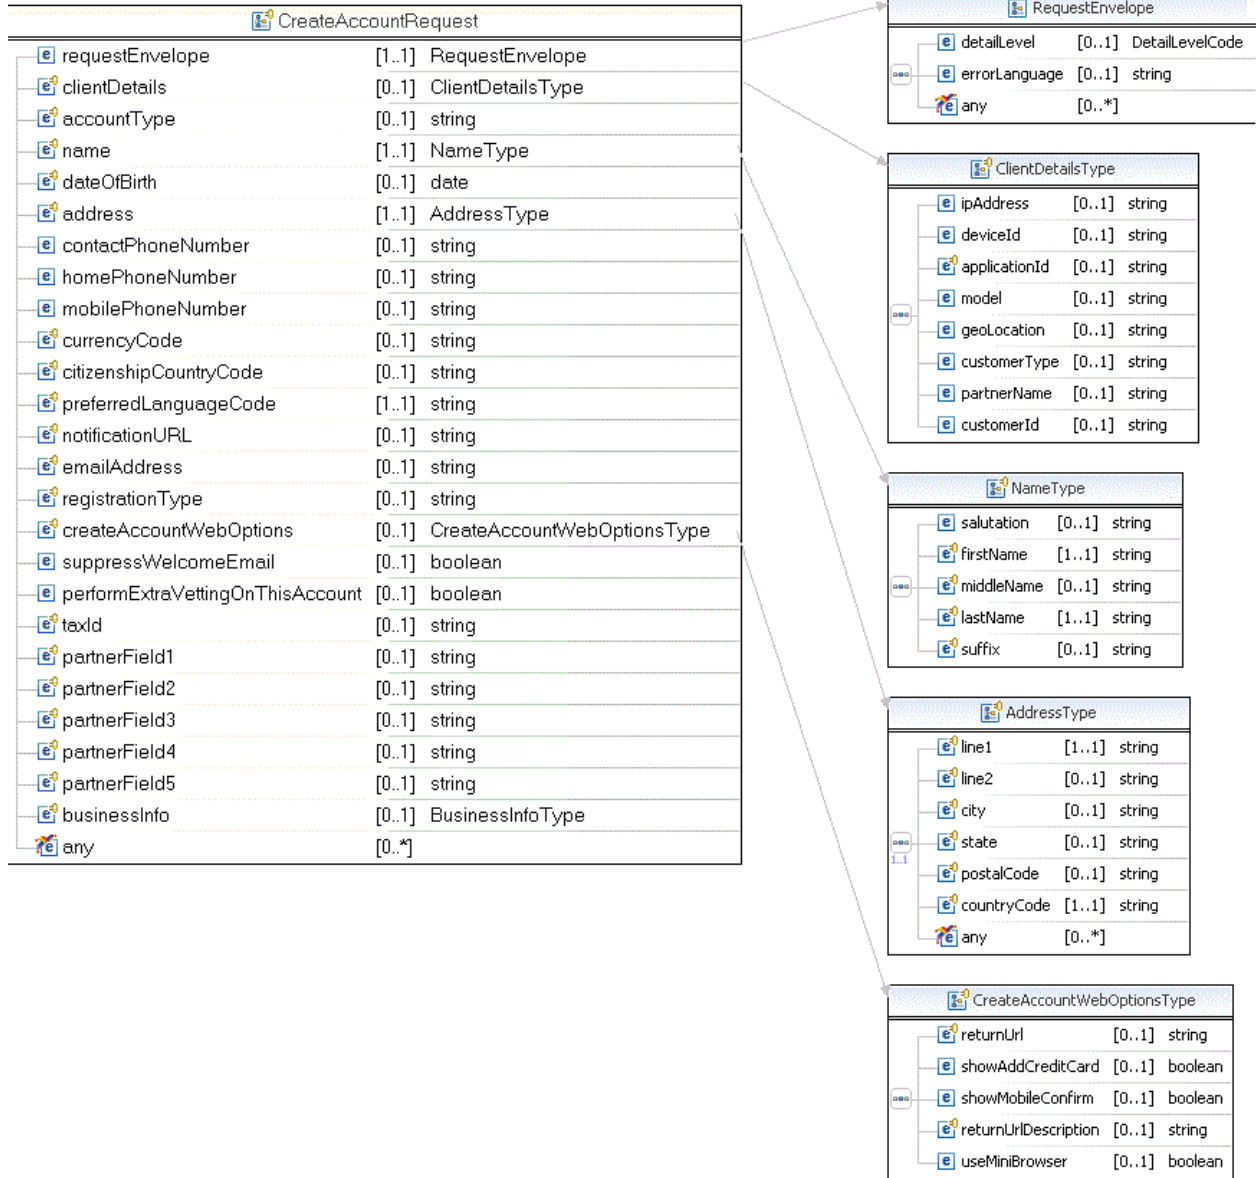 CreateAccountRequest
requestEnvelope [1..1] RequestEnvelope
clientDetails [0..1] ClientDetailsType
accountType [0..1] string
name [1..1] NameType
dateOfBirth [0..1] date
address [1..1] AddressType
contactPhoneNumber [0..1] string
homePhoneNumber [0..1] string
mobilePhoneNumber [0..1] string
currencyCode [0..1] string
citizenshipCountryCode [0..1] string
preferredLanguageCode [1..1] string
notificationURL [0..1] string
emailAddress [0..1] string
registrationType [0..1] string
createAccountWebOptions [0..1] CreateAccountWebOptionsType
suppressWelcomeEmail [0..1] boolean
performExtraVettingOnThisAccount [0..1] boolean
taxId [0..1] string
partnerField1 [0..1] string
partnerField2 [0..1] string
partnerField3 [0..1] string
partnerField4 [0..1] string
partnerField5 [0..1] string
businessInfo [0..1] BusinessInfoType
any [0..*]
RequestEnvelope
detailLevel [0..1] DetailLevelCode
errorLanguage [0..1] string
any [0..*]
ClientDetailsType
ipAddress [0..1] string
deviceId [0..1] string
applicationId [0..1] string
model [0..1] string
geoLocation [0..1] string
customerType [0..1] string
partnerName [0..1] string
customerId [0..1] string
NameType
salutation [0..1] string
firstName [1..1] string
middleName [0..1] string
lastName [1..1] string
suffix [0..1] string
AddressType
line1 [1..1] string
line2 [0..1] string
city [0..1] string
state [0..1] string
1..1
postalCode [0..1] string
countryCode [1..1] string
any [0..*]
CreateAccountWebOptionsType
returnUrl [0..1] string
showAddCreditCard [0..1] boolean
showMobileConfirm [0..1] boolean
returnUrlDescription [0..1] string
useMiniBrowser [0..1] boolean